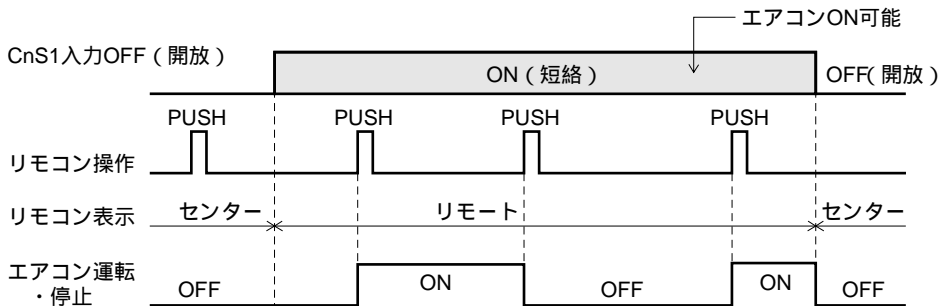 エアコンON可能
CnS1入力OFF（開放）
ON（短絡）
OFF（開放）
PUSH PUSH PUSH PUSH
リモコン操作
リモコン表示 センター リモート センター
エアコン運転
・停止 OFF ON OFF ON OFF